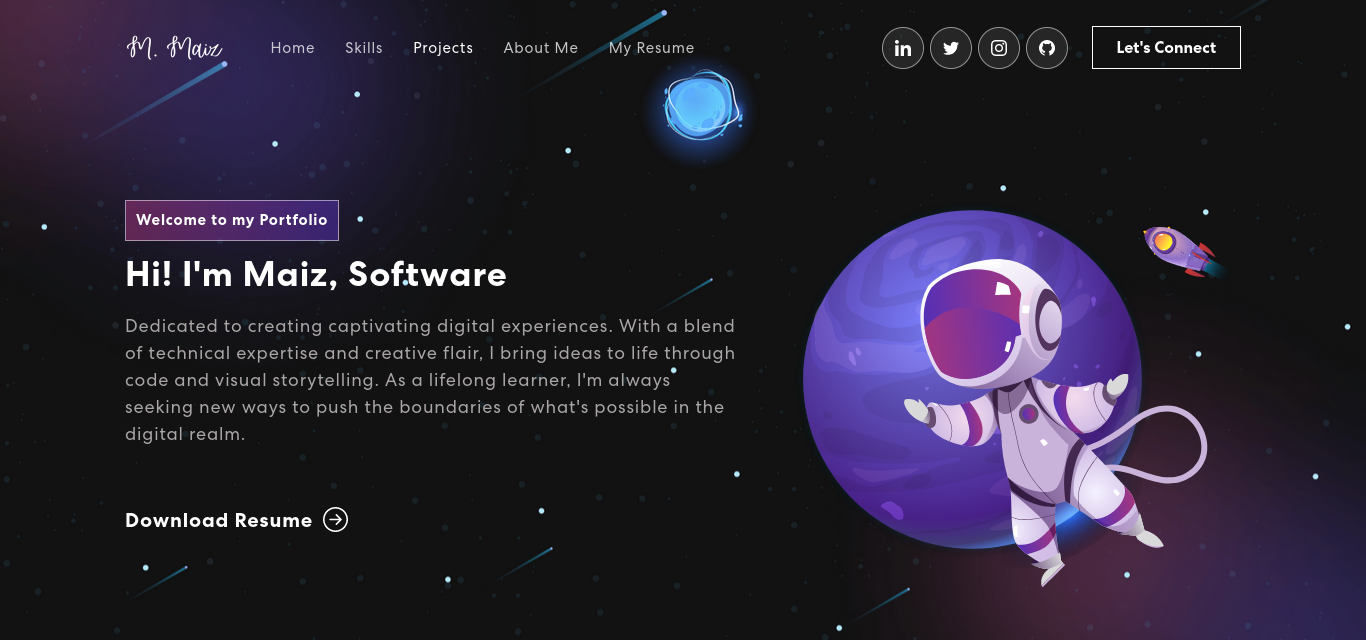 M. Maiz
Home Skills Projects About Me My Resume
Let's Connect
Welcome to my Portfolio
Hi! I'm Maiz, Software
Dedicated to creating captivating digital experiences. With a blend
of technical expertise and creative flair, I bring ideas to life through
code and visual storytelling. As a lifelong learner, I'm always
seeking new ways to push the boundaries of what's possible in the
digital realm.
Download Resume